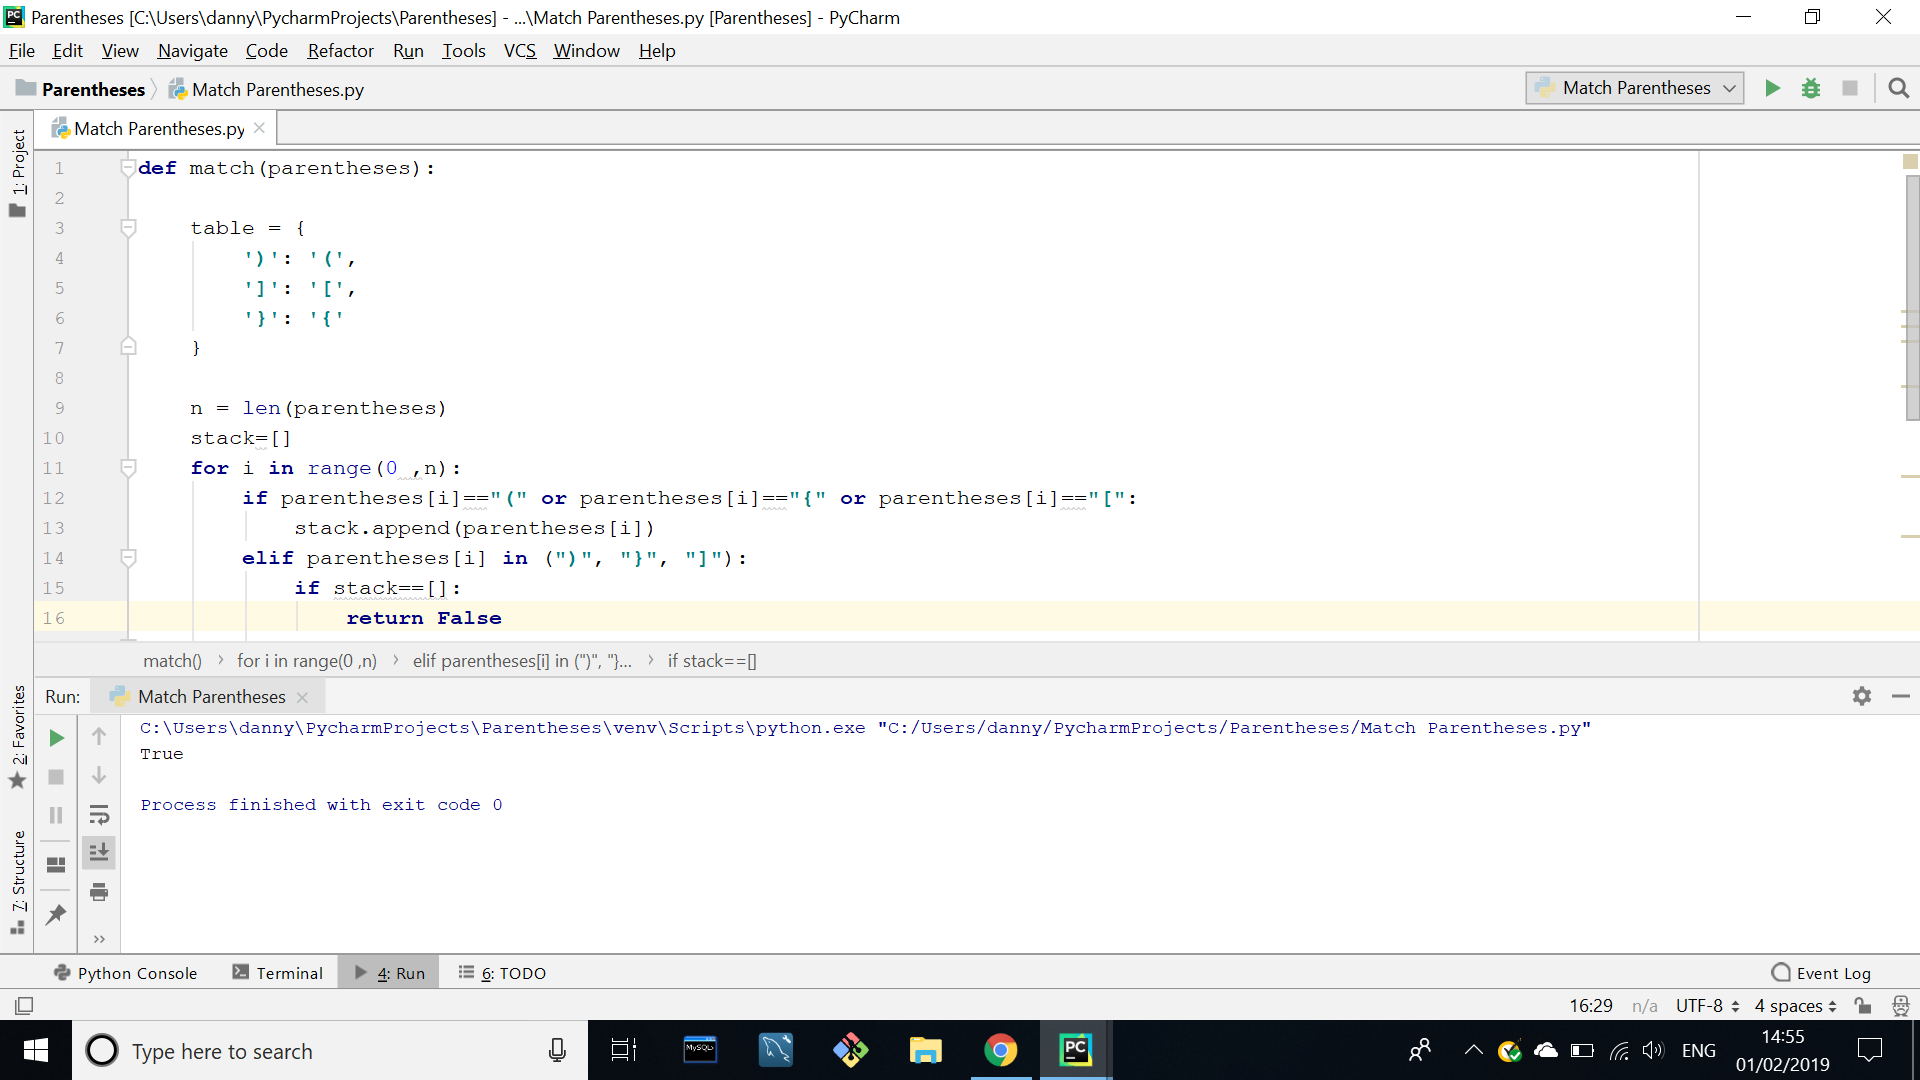 Parentheses [C:\Users\danny\PycharmProjects\Parentheses] - ...\Match Parentheses.py [Parentheses] - PyCharm
File Edit View Navigate Code Refactor Run Tools VCS Window Help
Parentheses Match Parentheses.py Match Parentheses
Match Parentheses.py
1: Project
1 def match(parentheses):
2
3     table = {
4         ')': '(',
5         ']': '[',
6         '}': '{'
7     }
8
9     n = len(parentheses)
10     stack=[]
11     for i in range(0 ,n):
12         if parentheses[i]=="(" or parentheses[i]=="{" or parentheses[i]=="[":
13             stack.append(parentheses[i])
14         elif parentheses[i] in (")", "}", "]"):
15             if stack==[]:
16                 return False
match() › for i in range(0 ,n) › elif parentheses[i] in (")", "}... › if stack==[]
2: Favorites
7: Structure
Run: Match Parentheses
C:\Users\danny\PycharmProjects\Parentheses\venv\Scripts\python.exe "C:/Users/danny/PycharmProjects/Parentheses/Match Parentheses.py"
True
Process finished with exit code 0
Python Console Terminal 4: Run 6: TODO Event Log
16:29 n/a UTF-8 4 spaces
Type here to search MySQL ENG 14:55
01/02/2019
PC